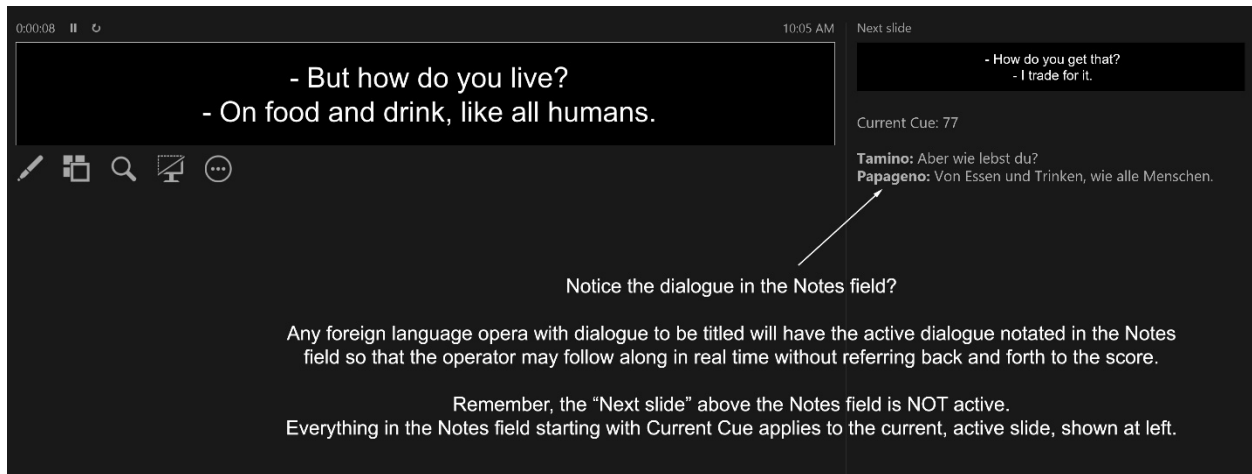 0:00:08
10:05 AM
- But how do you live?
- On food and drink, like all humans.
Next slide
- How do you get that?
- I trade for it.
Current Cue: 77
Tamino: Aber wie lebst du?
Papageno: Von Essen und Trinken, wie alle Menschen.
Notice the dialogue in the Notes field?
Any foreign language opera with dialogue to be titled will have the active dialogue notated in the Notes
field so that the operator may follow along in real time without referring back and forth to the score.
Remember, the “Next slide” above the Notes field is NOT active.
Everything in the Notes field starting with Current Cue applies to the current, active slide, shown at left.